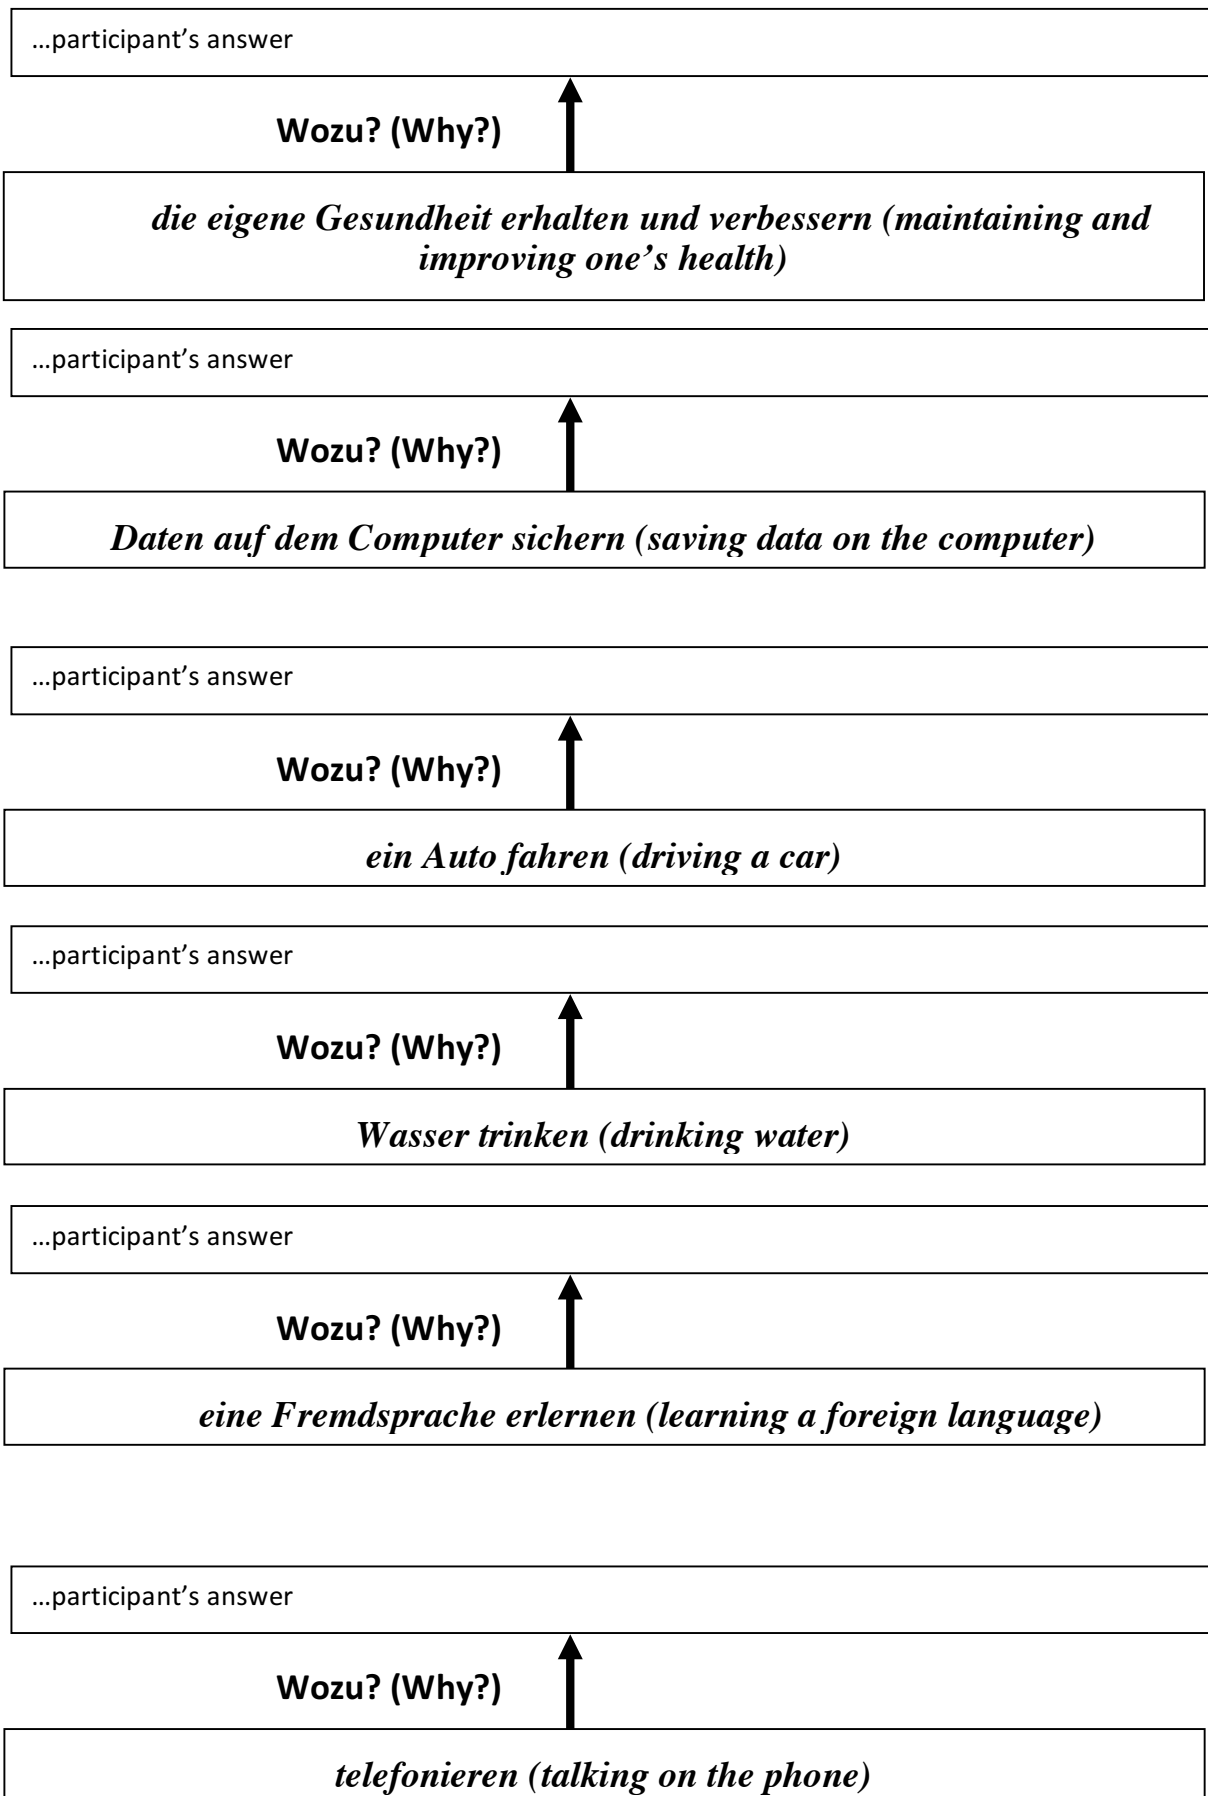 …participant’s answer
Wozu? (Why?)
die eigene Gesundheit erhalten und verbessern (maintaining and
improving one’s health)
…participant’s answer
Wozu? (Why?)
Daten auf dem Computer sichern (saving data on the computer)
…participant’s answer
Wozu? (Why?)
ein Auto fahren (driving a car)
…participant’s answer
Wozu? (Why?)
Wasser trinken (drinking water)
…participant’s answer
Wozu? (Why?)
eine Fremdsprache erlernen (learning a foreign language)
…participant’s answer
Wozu? (Why?)
telefonieren (talking on the phone)